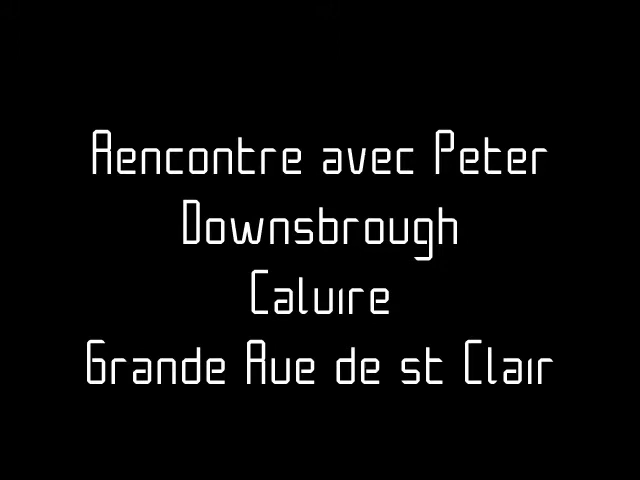 Rencontre avec Peter
Downsbrough
Caluire
Grande Rue de st Clair